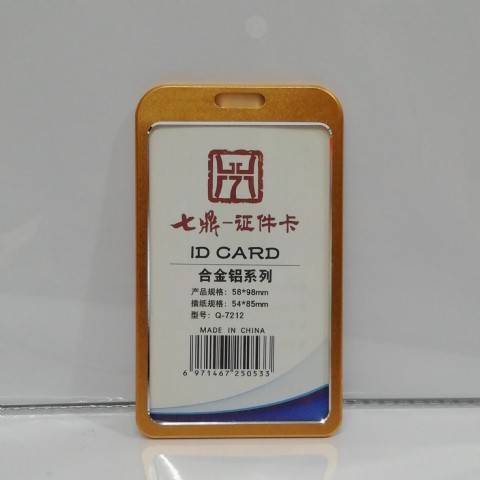 七鼎-证件卡
ID CARD
合金铝系列
产品规格：58*98mm
插纸规格：54*85mm
型号：Q-7212
MADE IN CHINA
6 971467 250533